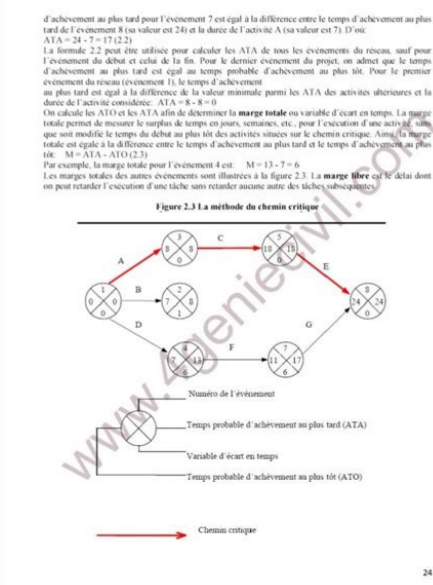 d'achèvement au plus tard pour l'événement 7 est égal à la différence entre le temps d'achèvement au plus
tard de l'événement 8 (sa valeur est 24) et la durée de l'activité A (sa valeur est 7). D'où:
ATA = 24 - 7 = 17 (2.2)
La formule 2.2 peut être utilisée pour calculer les ATA de tous les événements du réseau, sauf pour
l'événement du début et celui de la fin. Pour le dernier événement du projet, on admet que le temps
d'achèvement au plus tard est égal au temps probable d'achèvement au plus tôt. Pour le premier
événement du réseau (événement 1), le temps d'achèvement
au plus tard est égal à la différence de la valeur minimale parmi les ATA des activités ultérieures et la
durée de l'activité considérée: ATA = 8 - 8 = 0
On calcule les ATO et les ATA afin de déterminer la marge totale ou variable d'écart en temps. La marge
totale permet de mesurer le surplus de temps en jours, semaines, etc., pour l'exécution d'une activité, sans
que soit modifié le temps du début au plus tôt des activités situées sur le chemin critique. Ainsi, la marge
totale est égale à la différence entre le temps d'achèvement au plus tard et le temps d'achèvement au plus
tôt: M = ATA - ATO (2.3)
Par exemple, la marge totale pour l'événement 4 est: M = 13 - 7 = 6
Les marges totales des autres événements sont illustrées à la figure 2.3. La marge libre est le délai dont
on peut retarder l'exécution d'une tâche sans retarder aucune autre des tâches subséquentes.
Figure 2.3 La méthode du chemin critique
3
8 8
0
C
5
18 18
0
A
E
1
0 0
0
B
2
7 8
1
8
24 24
0
D
G
4
7 13
6
F
7
11 17
6
Numéro de l'événement
Temps probable d'achèvement au plus tard (ATA)
Variable d'écart en temps
Temps probable d'achèvement au plus tôt (ATO)
Chemin critique
www.4geniecivil.com
24